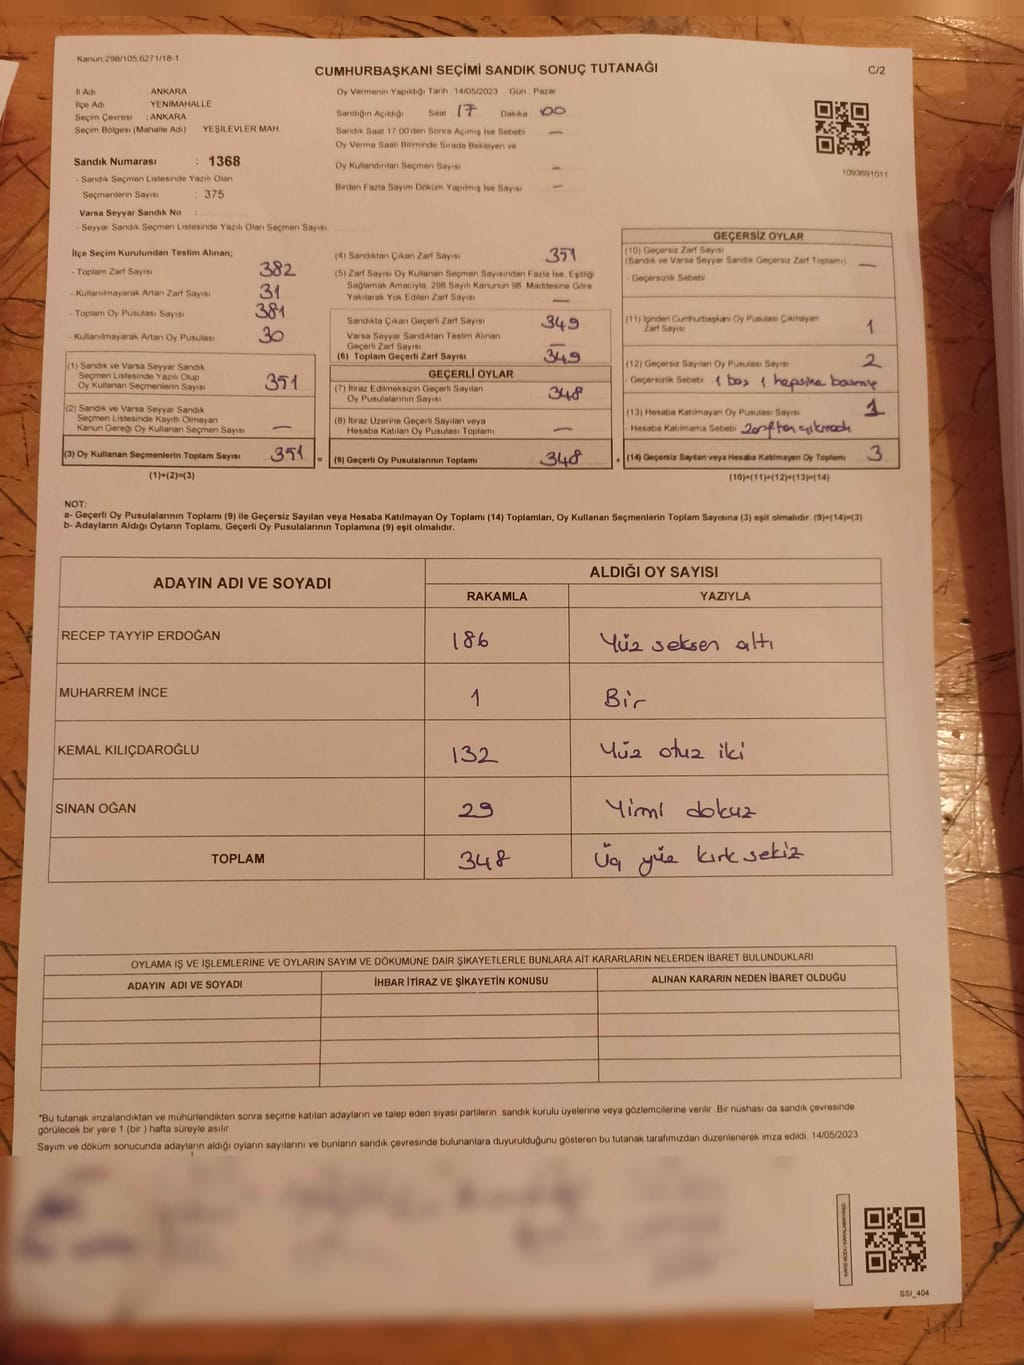 Kanun:298/105,6271/18-1
CUMHURBAŞKANI SEÇİMİ SANDIK SONUÇ TUTANAĞI
C/2
İl Adı ANKARA
İlçe Adı YENİMAHALLE
Seçim Çevresi : ANKARA
Seçim Bölgesi (Mahalle Adı) : YEŞİLEVLER MAH.
Sandık Numarası : 1368
- Sandık Seçmen Listesinde Yazılı Olan
Seçmenlerin Sayısı : 375
Varsa Seyyar Sandık No :
- Seyyar Sandık Seçmen Listesinde Yazılı Olan Seçmen Sayısı
Oy Vermenin Yapıldığı Tarih :14/05/2023 Gün : Pazar
Sandığın Açıldığı Saat 17 Dakika 00
Sandık Saat 17.00'den Sonra Açılmış İse Sebebi —
Oy Verme Saati Bitiminde Sırada Bekleyen ve
Oy Kullandırılan Seçmen Sayısı —
Birden Fazla Sayım Döküm Yapılmış İse Sayısı —
1093691011
İlçe Seçim Kurulundan Teslim Alınan;
- Toplam Zarf Sayısı 382
- Kullanılmayarak Artan Zarf Sayısı 31
- Toplam Oy Pusulası Sayısı 381
- Kullanılmayarak Artan Oy Pusulası 30
(1) Sandık ve Varsa Seyyar Sandık
Seçmen Listesinde Yazılı Olup
Oy Kullanan Seçmenlerin Sayısı 351
(2) Sandık ve Varsa Seyyar Sandık
Seçmen Listesinde Kayıtlı Olmayan
Kanun Gereği Oy Kullanan Seçmen Sayısı —
(3) Oy Kullanan Seçmenlerin Toplam Sayısı 351 =
(1)+(2)=(3)
(4) Sandıktan Çıkan Zarf Sayısı 351
(5) Zarf Sayısı Oy Kullanan Seçmen Sayısından Fazla İse, Eşitliği
Sağlamak Amacıyla, 298 Sayılı Kanunun 98. Maddesine Göre
Yakılarak Yok Edilen Zarf Sayısı —
Sandıkta Çıkan Geçerli Zarf Sayısı 349
Varsa Seyyar Sandıktan Teslim Alınan
Geçerli Zarf Sayısı —
(6) Toplam Geçerli Zarf Sayısı 349
GEÇERLİ OYLAR
(7) İtiraz Edilmeksizin Geçerli Sayılan
Oy Pusulalarının Sayısı 348
(8) İtiraz Üzerine Geçerli Sayılan veya
Hesaba Katılan Oy Pusulası Toplamı —
(9) Geçerli Oy Pusulalarının Toplamı : 348 +
GEÇERSİZ OYLAR
(10) Geçersiz Zarf Sayısı
(Sandık ve Varsa Seyyar Sandık Geçersiz Zarf Toplamı) —
- Geçersizlik Sebebi
(11) İçinden Cumhurbaşkanı Oy Pusulası Çıkmayan
Zarf Sayısı 1
(12) Geçersiz Sayılan Oy Pusulası Sayısı 2
- Geçersizlik Sebebi 1 boş 1 hepsine basmış
(13) Hesaba Katılmayan Oy Pusulası Sayısı 1
- Hesaba Katılmama Sebebi Zarftan çıkmadı
(14) Geçersiz Sayılan veya Hesaba Katılmayan Oy Toplamı 3
(10)+(11)+(12)+(13)=(14)
NOT:
a- Geçerli Oy Pusulalarının Toplamı (9) ile Geçersiz Sayılan veya Hesaba Katılmayan Oy Toplamı (14) Toplamları, Oy Kullanan Seçmenlerin Toplam Sayısına (3) eşit olmalıdır. (9)+(14)=(3)
b- Adayların Aldığı Oyların Toplamı, Geçerli Oy Pusulalarının Toplamına (9) eşit olmalıdır.
ADAYIN ADI VE SOYADI ALDIĞI OY SAYISI
RAKAMLA YAZIYLA
RECEP TAYYİP ERDOĞAN 186 Yüz seksen altı
MUHARREM İNCE 1 Bir
KEMAL KILIÇDAROĞLU 132 Yüz otuz iki
SİNAN OĞAN 29 Yirmi dokuz
TOPLAM 348 Üç yüz kırk sekiz
OYLAMA İŞ VE İŞLEMLERİNE VE OYLARIN SAYIM VE DÖKÜMÜNE DAİR ŞİKAYETLERLE BUNLARA AİT KARARLARIN NELERDEN İBARET BULUNDUKLARI
ADAYIN ADI VE SOYADI İHBAR İTİRAZ VE ŞİKAYETİN KONUSU ALINAN KARARIN NEDEN İBARET OLDUĞU
*Bu tutanak imzalandıktan ve mühürlendikten sonra seçime katılan adayların ve talep eden siyasi partilerin sandık kurulu üyelerine veya gözlemcilerine verilir. Bir nüshası da sandık çevresinde
görülecek bir yere 1 (bir ) hafta süreyle asılır
Sayım ve döküm sonucunda adayların aldığı oyların sayılarını ve bunların sandık çevresinde bulunanlara duyurulduğunu gösteren bu tutanak tarafımızdan düzenlenerek imza edildi. 14/05/2023
SSI_404